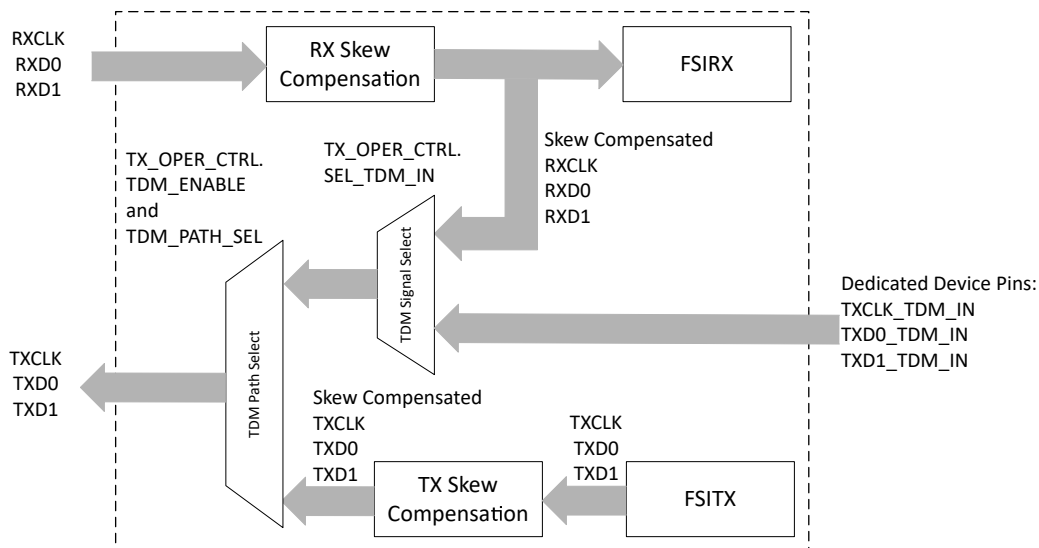 RXCLK
RXD0
RXD1
RX Skew
Compensation
FSIRX
Skew Compensated
RXCLK
RXD0
RXD1
TX_OPER_CTRL.
SEL_TDM_IN
TX_OPER_CTRL.
TDM_ENABLE
and
TDM_PATH_SEL
TDM Signal Select
Dedicated Device Pins:
TXCLK_TDM_IN
TXD0_TDM_IN
TXD1_TDM_IN
TXCLK
TXD0
TXD1
TDM Path Select
Skew Compensated
TXCLK
TXD0
TXD1
TX Skew
Compensation
TXCLK
TXD0
TXD1
FSITX